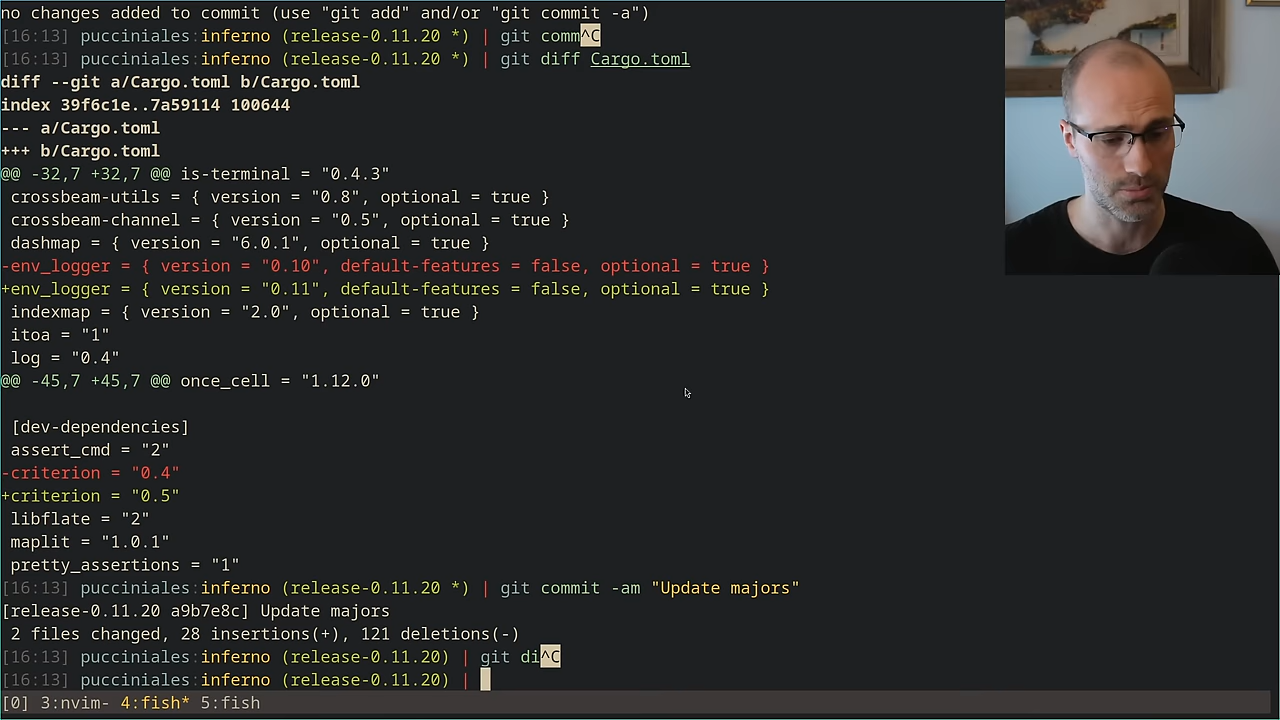 no changes added to commit (use "git add" and/or "git commit -a")
[16:13] pucciniales:inferno (release-0.11.20 *) | git comm^C
[16:13] pucciniales:inferno (release-0.11.20 *) | git diff Cargo.toml
diff --git a/Cargo.toml b/Cargo.toml
index 39f6c1e..7a59114 100644
--- a/Cargo.toml
+++ b/Cargo.toml
@@ -32,7 +32,7 @@ is-terminal = "0.4.3"
 crossbeam-utils = { version = "0.8", optional = true }
 crossbeam-channel = { version = "0.5", optional = true }
 dashmap = { version = "6.0.1", optional = true }
-env_logger = { version = "0.10", default-features = false, optional = true }
+env_logger = { version = "0.11", default-features = false, optional = true }
 indexmap = { version = "2.0", optional = true }
 itoa = "1"
 log = "0.4"
@@ -45,7 +45,7 @@ once_cell = "1.12.0"
 [dev-dependencies]
 assert_cmd = "2"
-criterion = "0.4"
+criterion = "0.5"
 libflate = "2"
 maplit = "1.0.1"
 pretty_assertions = "1"
[16:13] pucciniales:inferno (release-0.11.20 *) | git commit -am "Update majors"
[release-0.11.20 a9b7e8c] Update majors
 2 files changed, 28 insertions(+), 121 deletions(-)
[16:13] pucciniales:inferno (release-0.11.20) | git di^C
[16:13] pucciniales:inferno (release-0.11.20) |
[0] 3:nvim- 4:fish* 5:fish